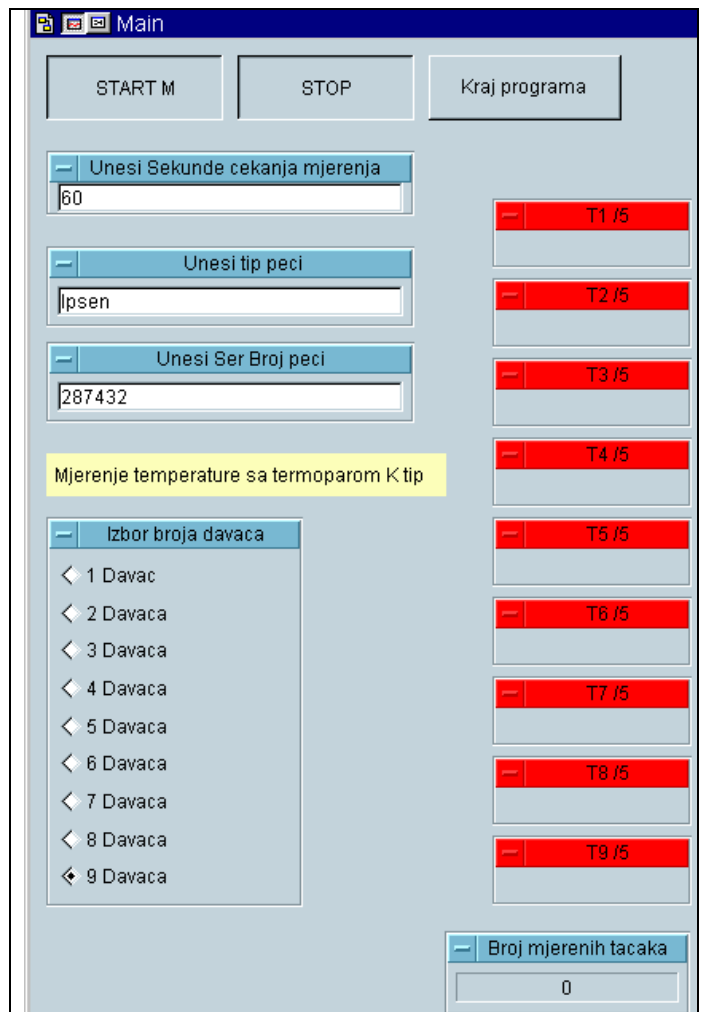 Main
START M
STOP
Kraj programa
Unesi Sekunde cekanja mjerenja
60
Unesi tip peci
Ipsen
Unesi Ser Broj peci
287432
Mjerenje temperature sa termoparom K tip
Izbor broja davaca
1 Davac
2 Davaca
3 Davaca
4 Davaca
5 Davaca
6 Davaca
7 Davaca
8 Davaca
9 Davaca
T1 /5
T2 /5
T3 /5
T4 /5
T5 /5
T6 /5
T7 /5
T8 /5
T9 /5
Broj mjerenih tacaka
0